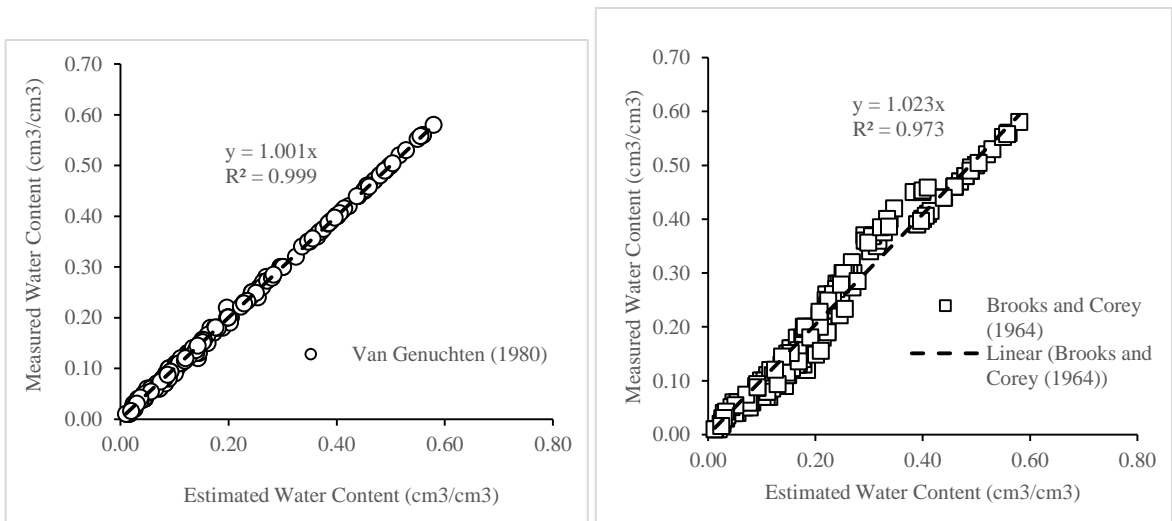 0.70
0.60
0.50
0.40
0.30
0.20
0.10
0.00
Measured Water Content (cm3/cm3)
y = 1.001x
R² = 0.999
Van Genuchten (1980)
0.00 0.20 0.40 0.60 0.80
Estimated Water Content (cm3/cm3)
0.70
0.60
0.50
0.40
0.30
0.20
0.10
0.00
Measured Water Content (cm3/cm3)
y = 1.023x
R² = 0.973
Brooks and Corey
(1964)
Linear (Brooks and
Corey (1964))
0.00 0.20 0.40 0.60 0.80
Estimated Water Content (cm3/cm3)